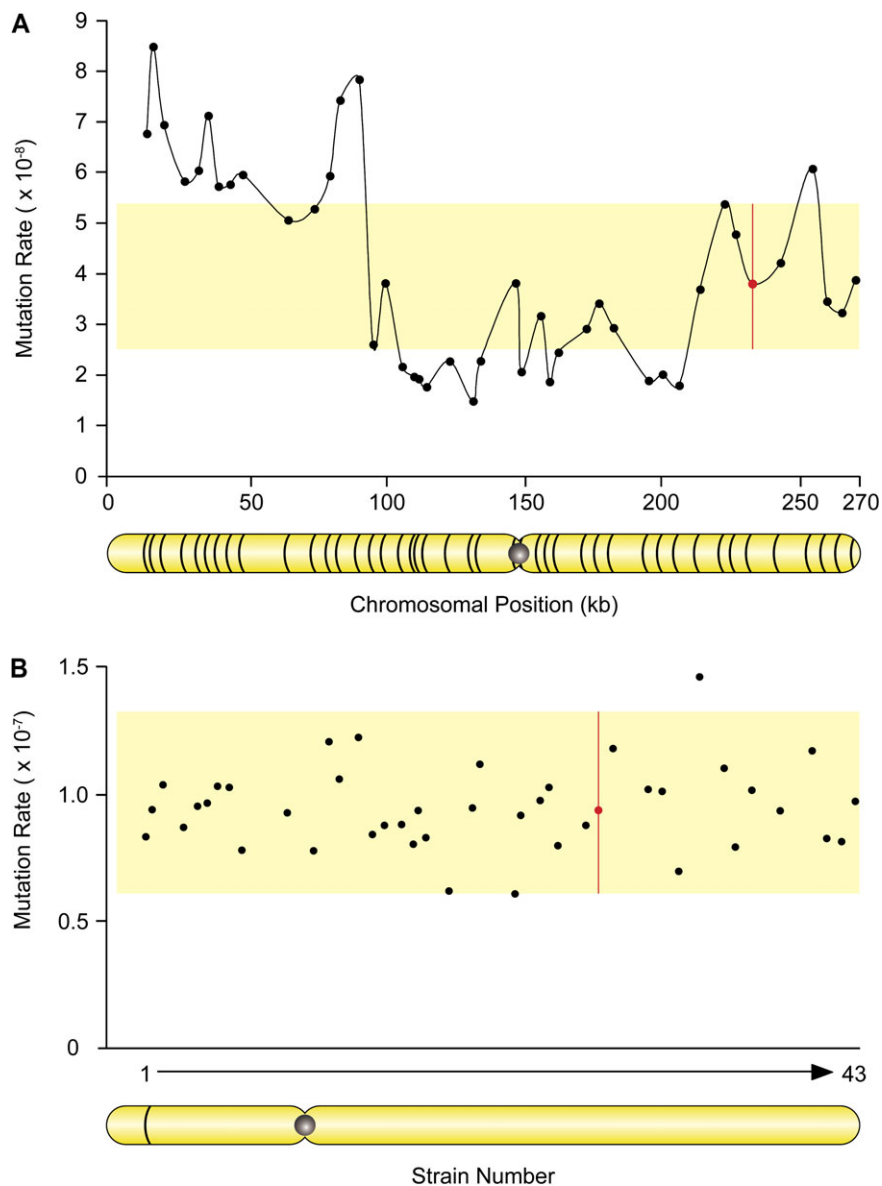 A
Mutation Rate ( x 10⁻⁸)
9
8
7
6
5
4
3
2
1
0
0 50 100 150 200 250 270
Chromosomal Position (kb)
B
Mutation Rate ( x 10⁻⁷)
1.5
1.0
0.5
0
1 43
Strain Number